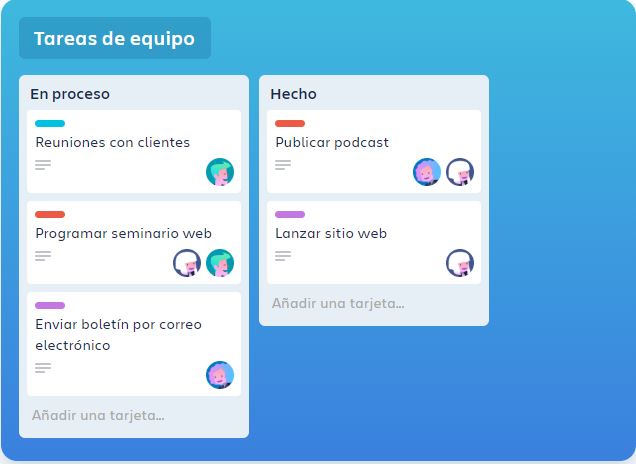 Tareas de equipo
En proceso
Reuniones con clientes
Programar seminario web
Enviar boletín por correo
electrónico
Añadir una tarjeta...
Hecho
Publicar podcast
Lanzar sitio web
Añadir una tarjeta...